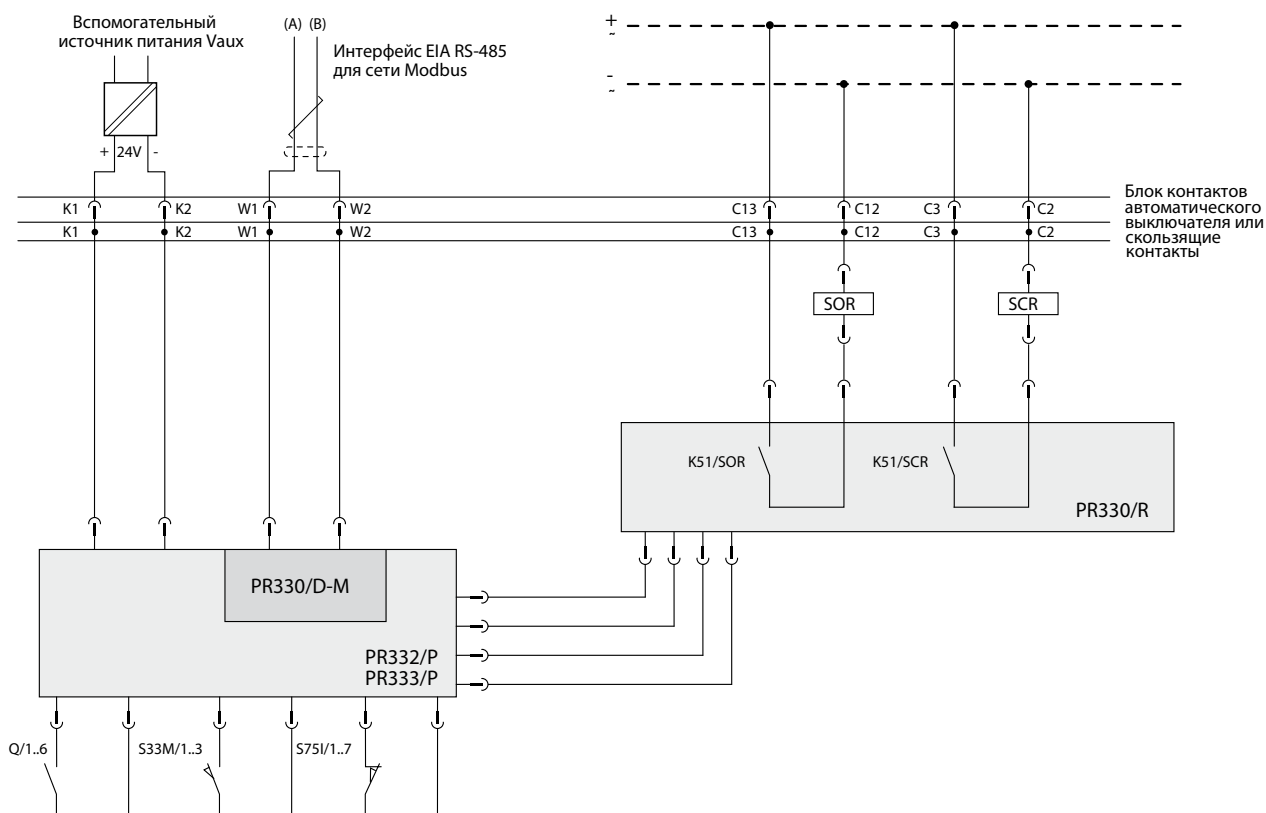 Вспомогательный
источник питания Vaux
(A) (B)
Интерфейс EIA RS-485
для сети Modbus
+
~
-
~
+ 24V -
K1 K2 W1 W2 C13 C12 C3 C2
K1 K2 W1 W2 C13 C12 C3 C2
Блок контактов
автоматического
выключателя или
скользящие
контакты
SOR SCR
K51/SOR K51/SCR
PR330/R
PR330/D-M
PR332/P
PR333/P
Q/1..6 S33M/1..3 S75I/1..7